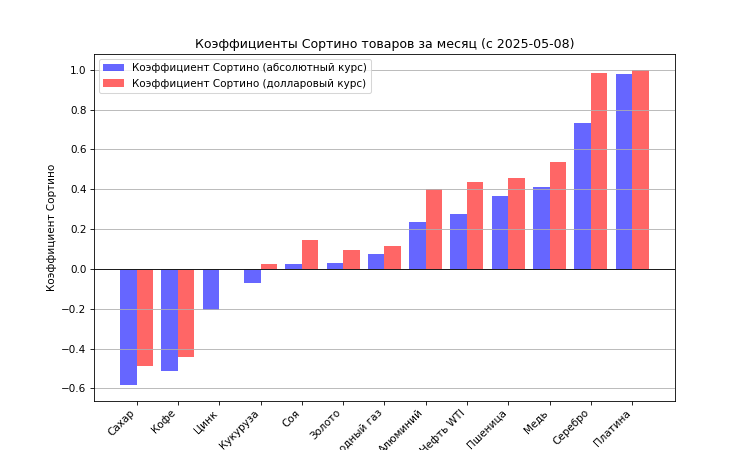 Коэффициенты Сортино товаров за месяц (с 2025-05-08)
Коэффициент Сортино (абсолютный курс)
Коэффициент Сортино (долларовый курс)
Коэффициент Сортино
1.0
0.8
0.6
0.4
0.2
0.0
−0.2
−0.4
−0.6
Сахар
Кофе
Цинк
Кукуруза
Соя
Золото
одный газ
Алюминий
Нефть WTI
Пшеница
Медь
Серебро
Платина